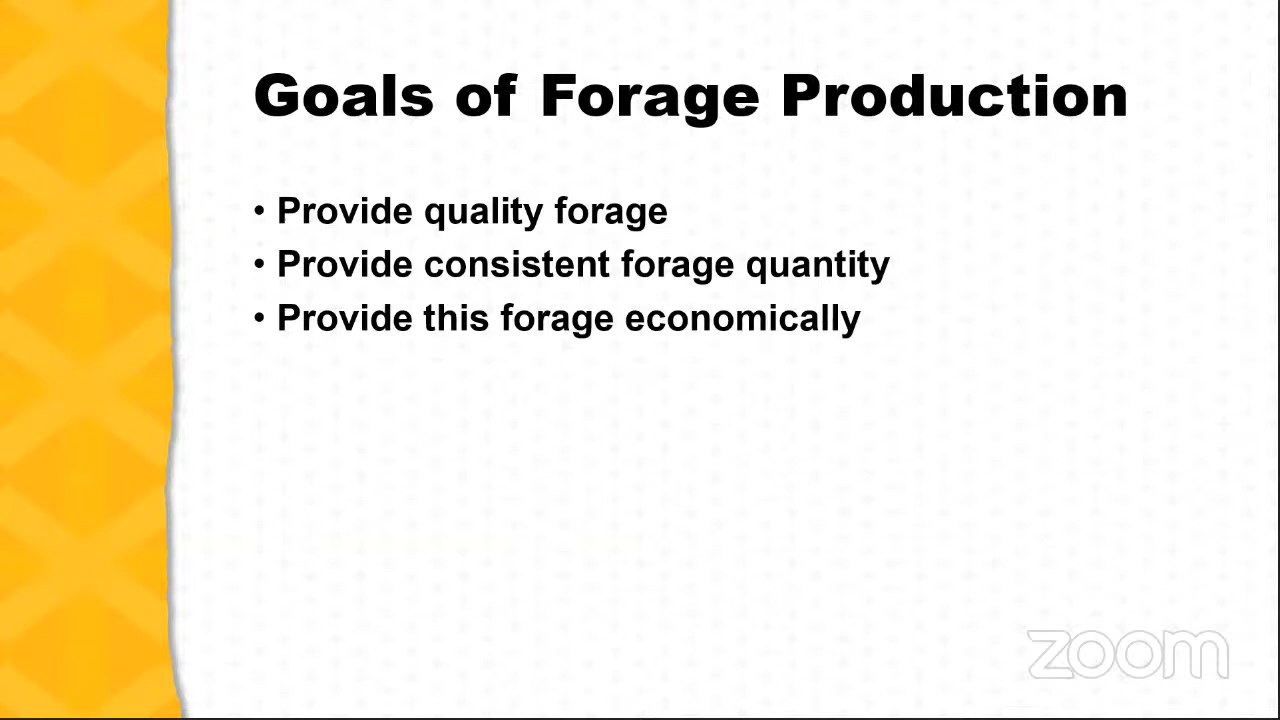 Goals of Forage Production
• Provide quality forage
• Provide consistent forage quantity
• Provide this forage economically
zoom